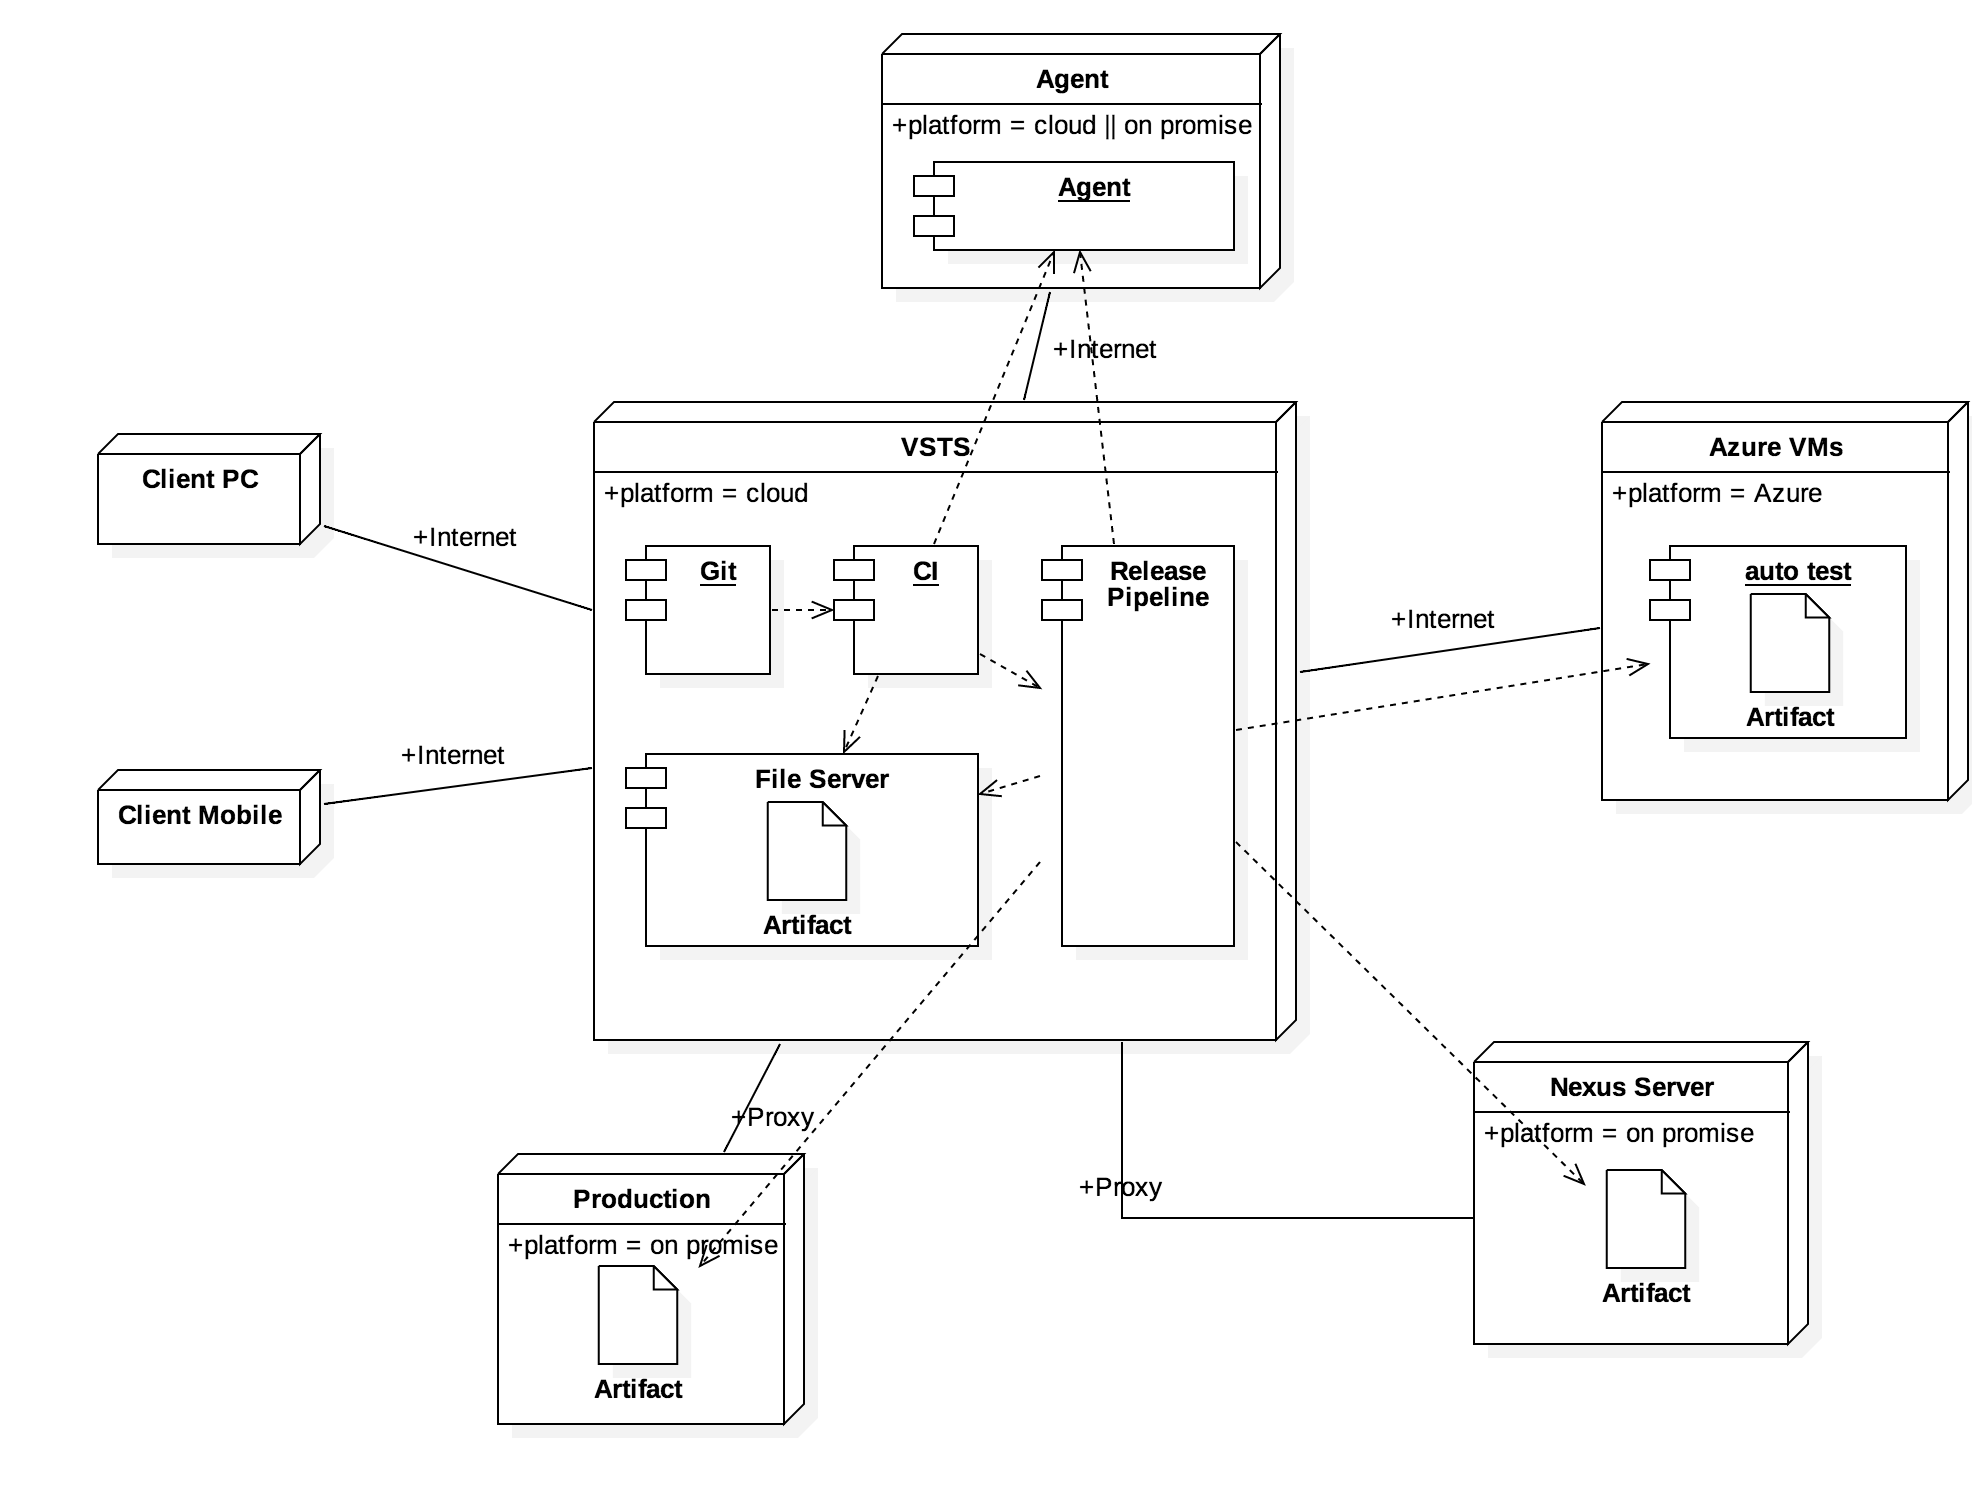 Agent
+platform = cloud || on promise
Agent
+Internet
VSTS
+platform = cloud
Git
CI
Release
Pipeline
File Server
Artifact
Client PC
+Internet
Client Mobile
+Internet
Azure VMs
+platform = Azure
auto test
Artifact
+Internet
+Proxy
Production
+platform = on promise
Artifact
+Proxy
Nexus Server
+platform = on promise
Artifact